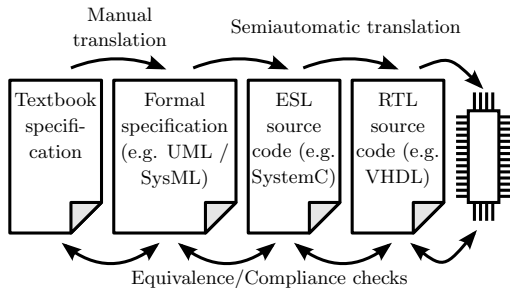 Manual
translation
Semiautomatic translation
Textbook
specifi-
cation
Formal
specification
(e.g. UML /
SysML)
ESL
source
code (e.g.
SystemC)
RTL
source
code (e.g.
VHDL)
Equivalence/Compliance checks